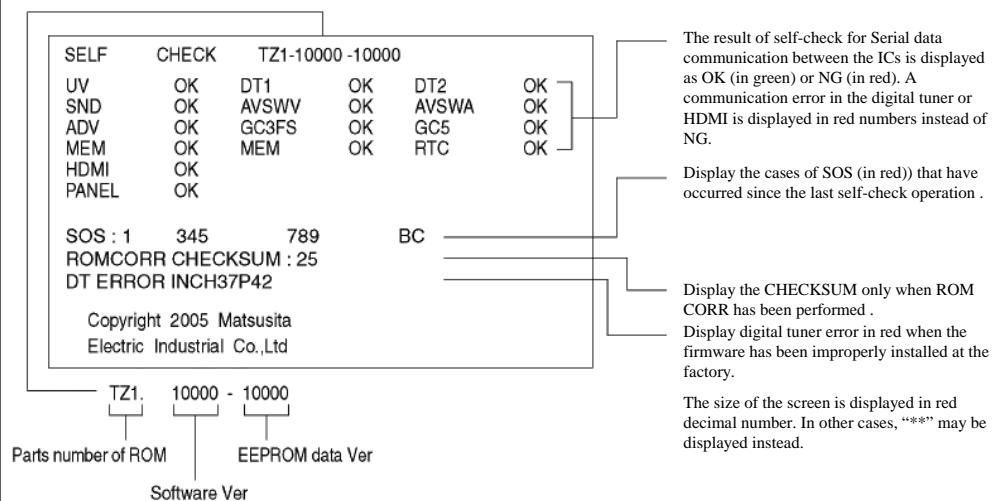 SELF CHECK TZ1-10000 -10000
UV OK DT1 OK DT2 OK
SND OK AVSWV OK AVSWA OK
ADV OK GC3FS OK GC5 OK
MEM OK MEM OK RTC OK
HDMI OK
PANEL OK
SOS : 1 345 789 BC
ROMCORR CHECKSUM : 25
DT ERROR INCH37P42
Copyright 2005 Matsusita
Electric Industrial Co.,Ltd
TZ1. 10000 - 10000
Parts number of ROM
EEPROM data Ver
Software Ver
The result of self-check for Serial data
communication between the ICs is displayed
as OK (in green) or NG (in red). A
communication error in the digital tuner or
HDMI is displayed in red numbers instead of
NG.
Display the cases of SOS (in red)) that have
occurred since the last self-check operation .
Display the CHECKSUM only when ROM
CORR has been performed .
Display digital tuner error in red when the
firmware has been improperly installed at the
factory.
The size of the screen is displayed in red
decimal number. In other cases, “**” may be
displayed instead.